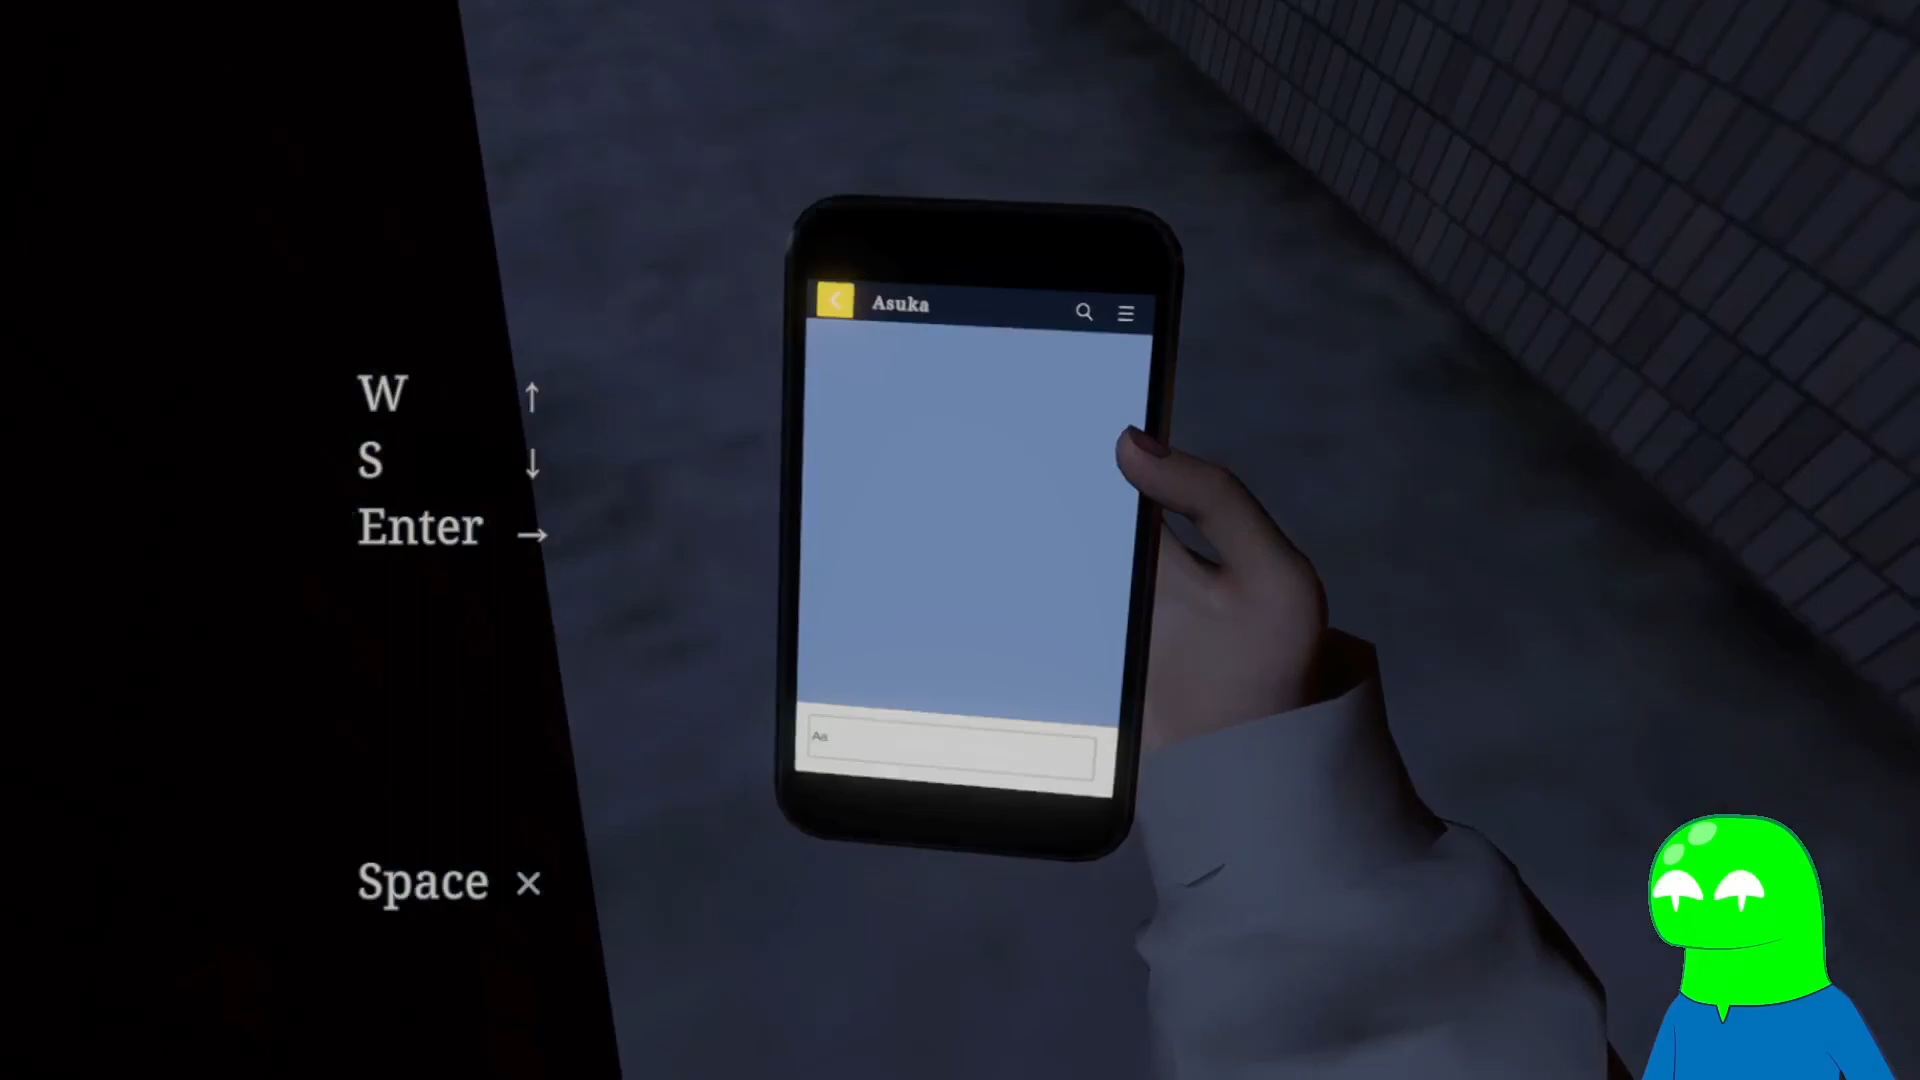 Asuka
W ↑
S ↓
Enter →
Aa
Space ×